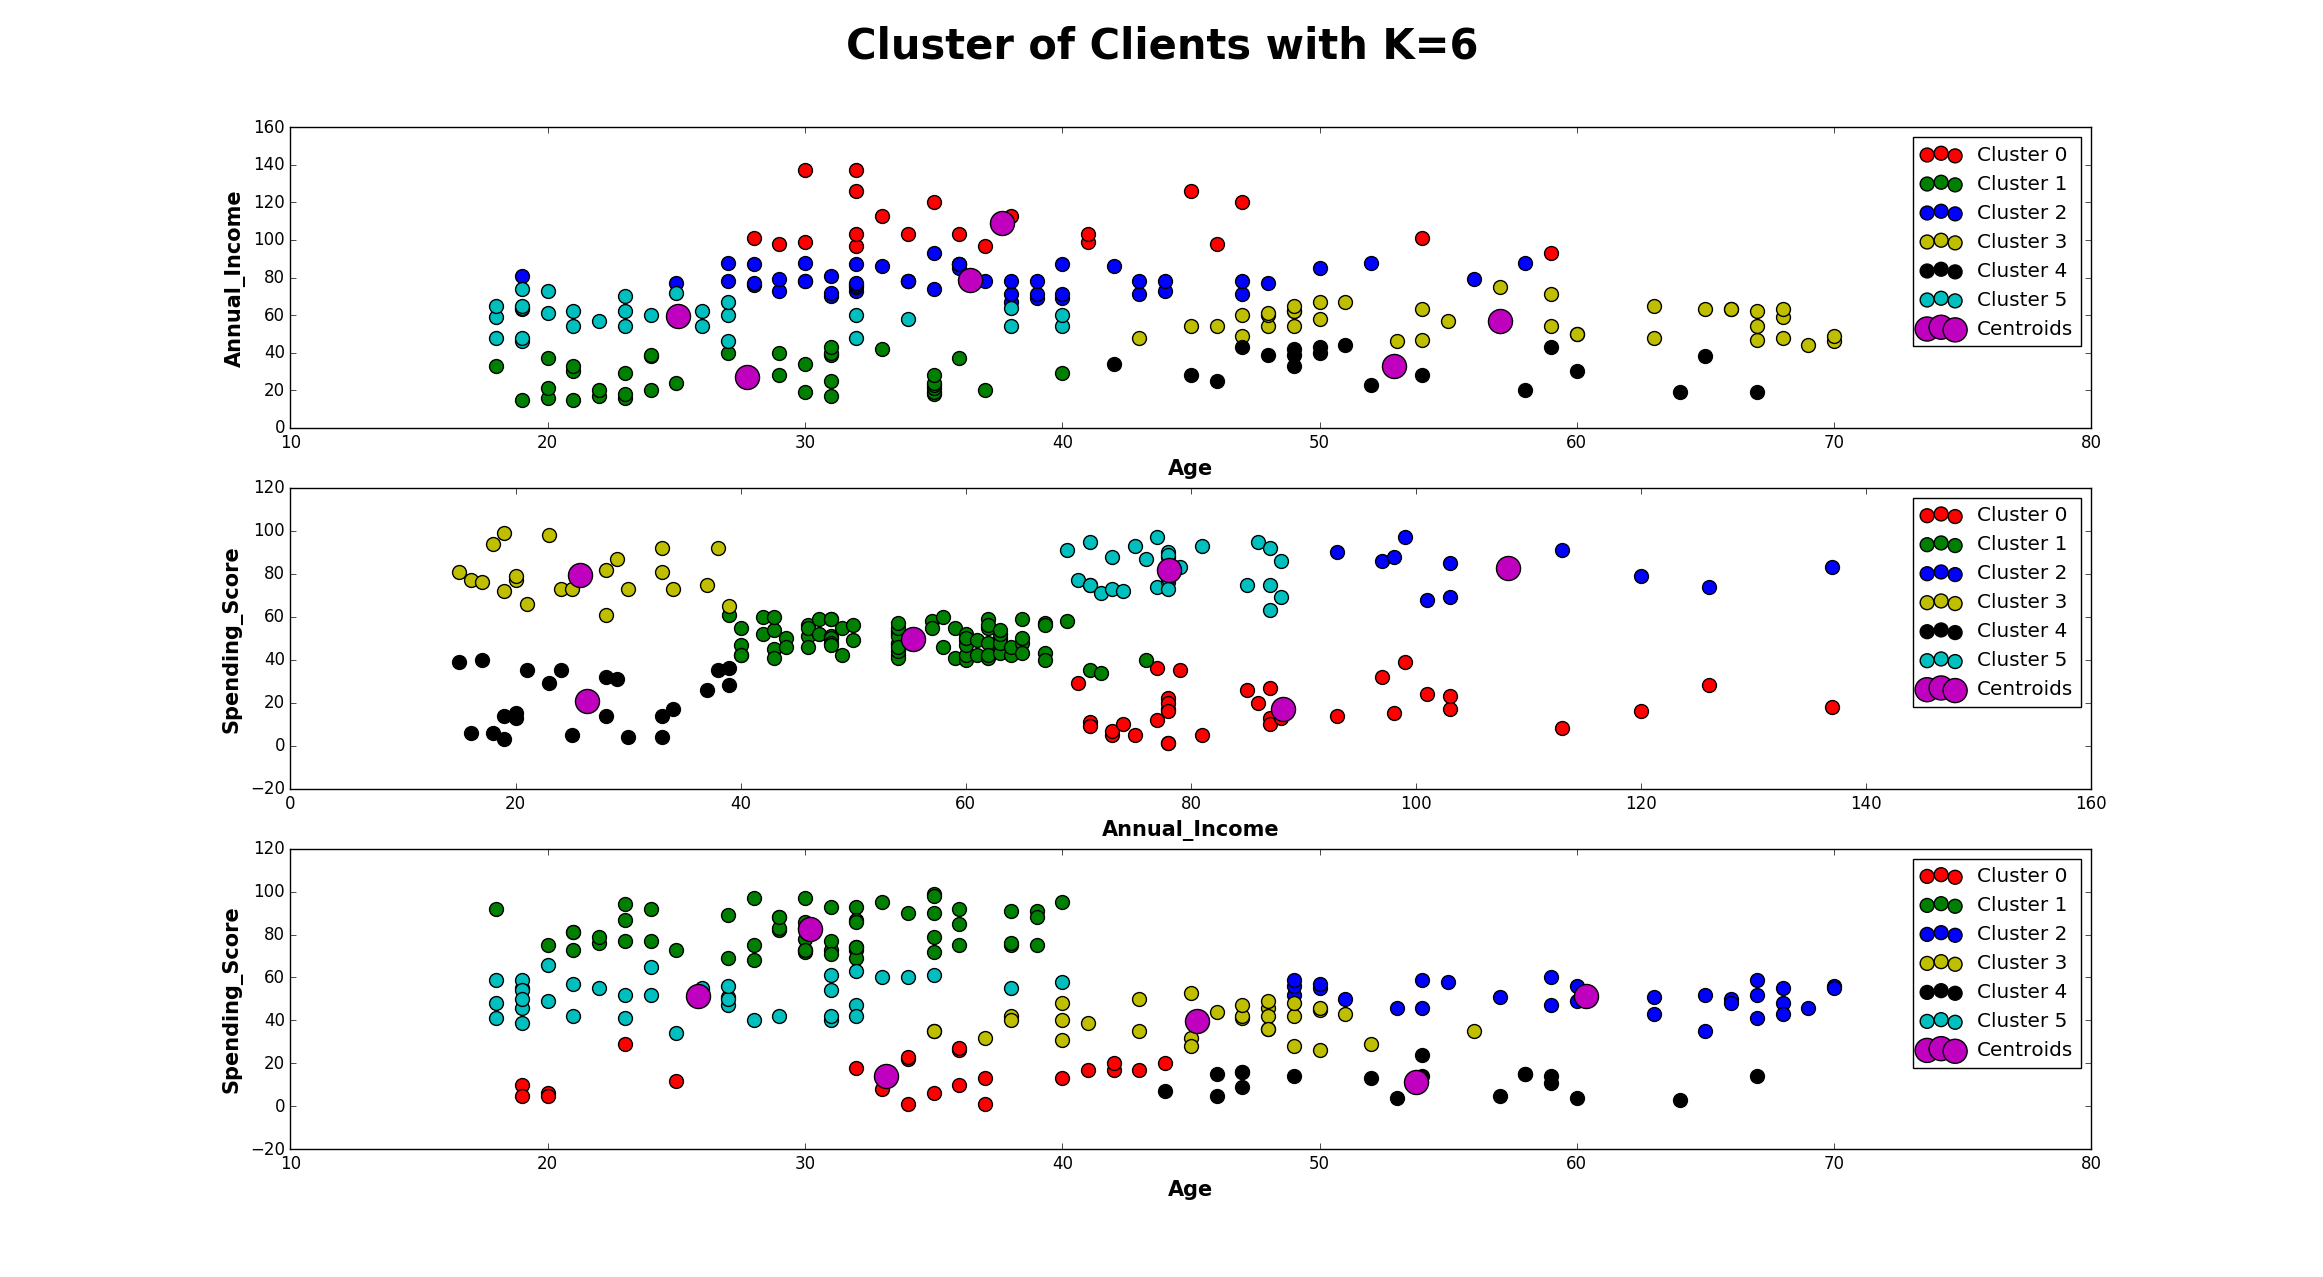 Cluster of Clients with K=6
160
140
120
100
80
60
40
20
0
Annual_Income
10 20 30 40 50 60 70 80
Age
Cluster 0
Cluster 1
Cluster 2
Cluster 3
Cluster 4
Cluster 5
Centroids
120
100
80
60
40
20
0
−20
Spending_Score
0 20 40 60 80 100 120 140 160
Annual_Income
Cluster 0
Cluster 1
Cluster 2
Cluster 3
Cluster 4
Cluster 5
Centroids
120
100
80
60
40
20
0
−20
Spending_Score
10 20 30 40 50 60 70 80
Age
Cluster 0
Cluster 1
Cluster 2
Cluster 3
Cluster 4
Cluster 5
Centroids